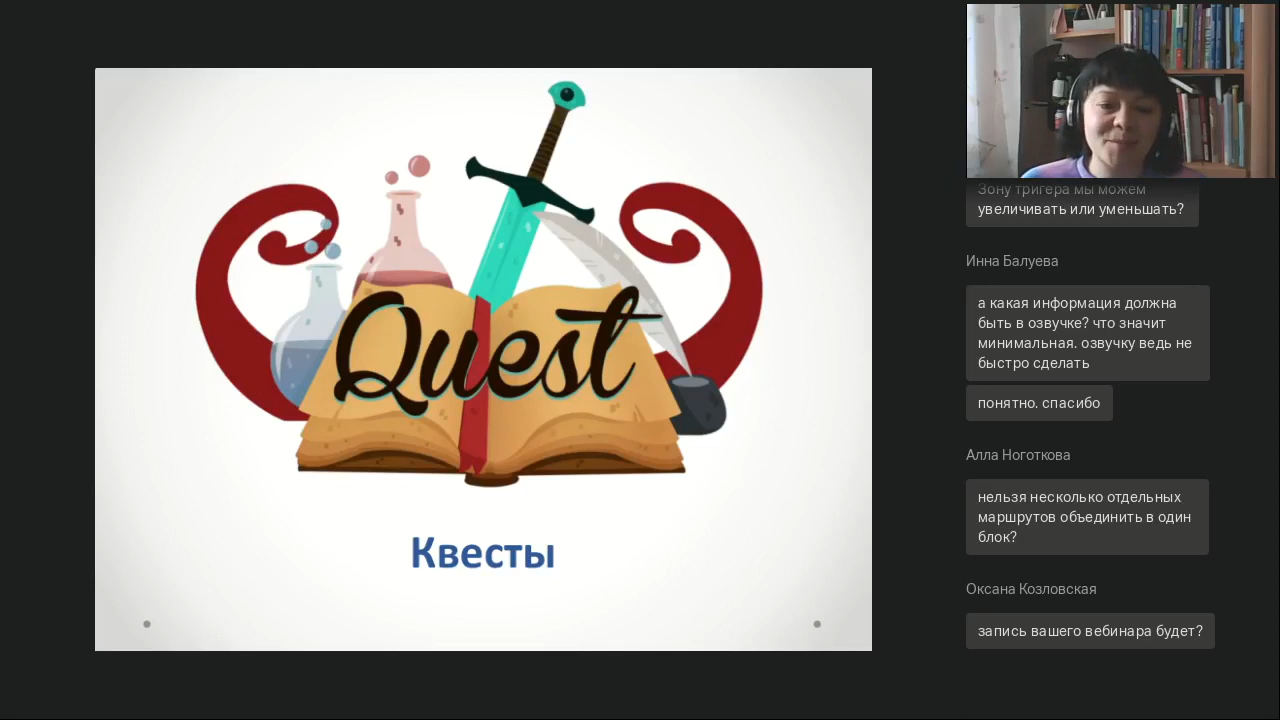 Quest
Квесты
Зону тригера мы можем
увеличивать или уменьшать?
Инна Балуева
а какая информация должна
быть в озвучке? что значит
минимальная. озвучку ведь не
быстро сделать
понятно. спасибо
Алла Ноготкова
нельзя несколько отдельных
маршрутов объединить в один
блок?
Оксана Козловская
запись вашего вебинара будет?